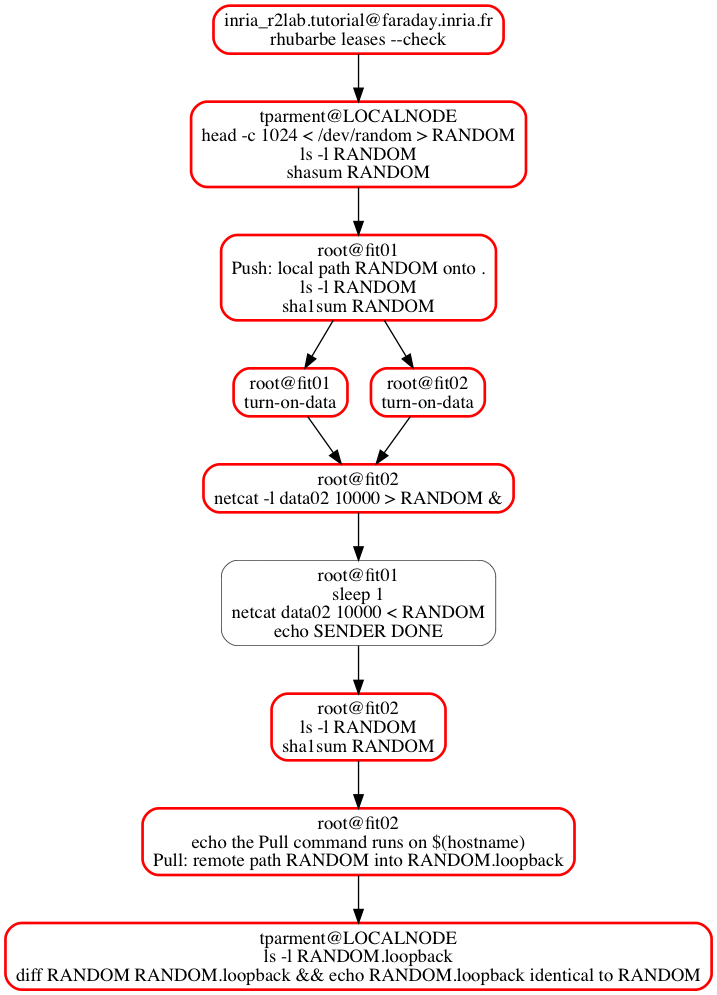 inria_r2lab.tutorial@faraday.inria.fr
rhubarbe leases --check
tparment@LOCALNODE
head -c 1024 < /dev/random > RANDOM
ls -l RANDOM
shasum RANDOM
root@fit01
Push: local path RANDOM onto .
ls -l RANDOM
sha1sum RANDOM
root@fit01
turn-on-data
root@fit02
turn-on-data
root@fit02
netcat -l data02 10000 > RANDOM &
root@fit01
sleep 1
netcat data02 10000 < RANDOM
echo SENDER DONE
root@fit02
ls -l RANDOM
sha1sum RANDOM
root@fit02
echo the Pull command runs on $(hostname)
Pull: remote path RANDOM into RANDOM.loopback
tparment@LOCALNODE
ls -l RANDOM.loopback
diff RANDOM RANDOM.loopback && echo RANDOM.loopback identical to RANDOM